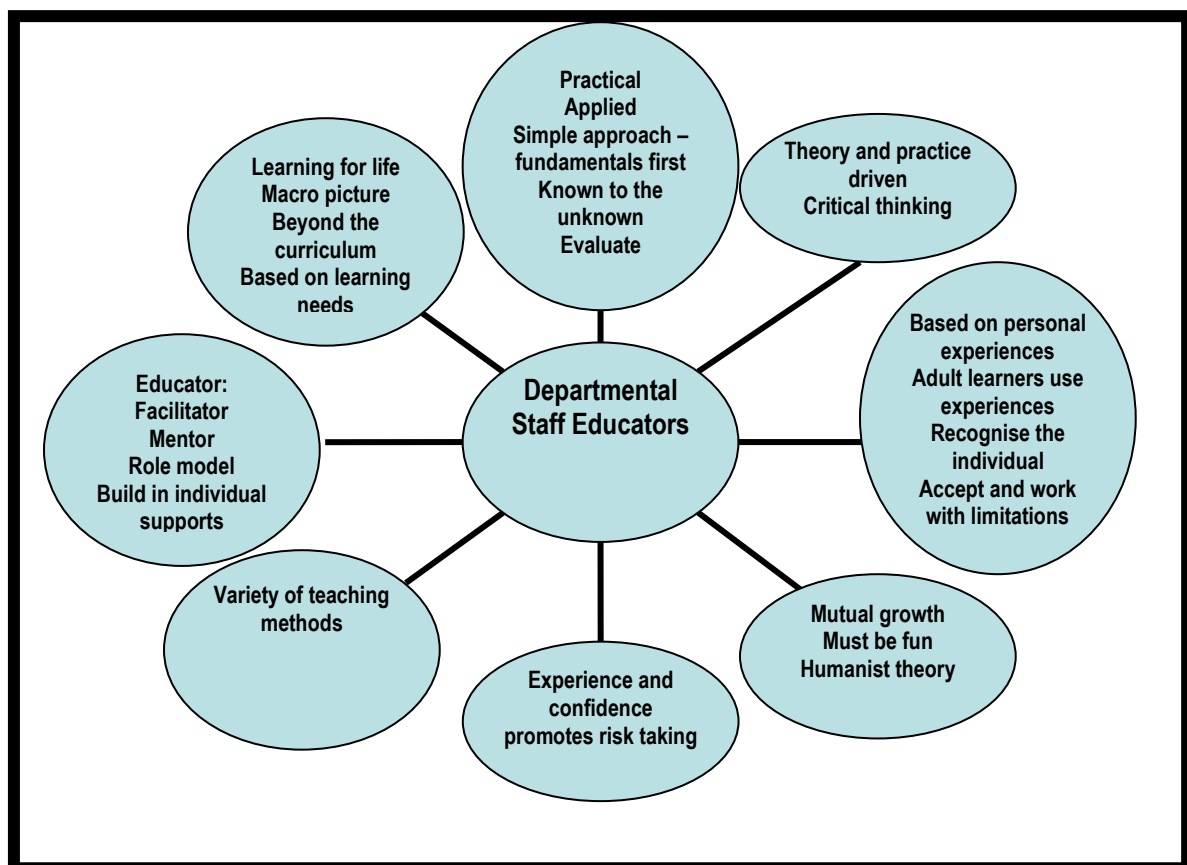 Practical
Applied
Simple approach –
fundamentals first
Known to the
unknown
Evaluate
Theory and practice
driven
Critical thinking
Learning for life
Macro picture
Beyond the
curriculum
Based on learning
needs
Based on personal
experiences
Adult learners use
experiences
Recognise the
individual
Accept and work
with limitations
Departmental
Staff Educators
Educator:
Facilitator
Mentor
Role model
Build in individual
supports
Variety of teaching
methods
Mutual growth
Must be fun
Humanist theory
Experience and
confidence
promotes risk taking